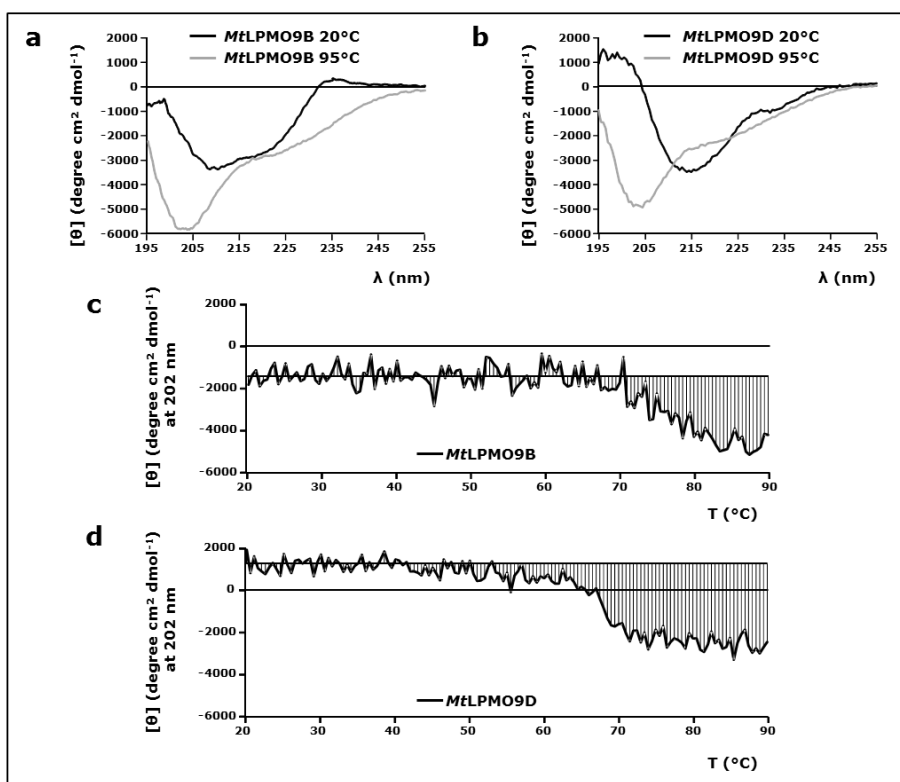 a
MtLPMO9B 20°C
MtLPMO9B 95°C
[θ] (degree cm² dmol⁻¹)
2000
1000
0
-1000
-2000
-3000
-4000
-5000
-6000
195 205 215 225 235 245 255
λ (nm)
b
MtLPMO9D 20°C
MtLPMO9D 95°C
[θ] (degree cm² dmol⁻¹)
2000
1000
0
-1000
-2000
-3000
-4000
-5000
-6000
195 205 215 225 235 245 255
λ (nm)
c
[θ] (degree cm² dmol⁻¹)
at 202 nm
2000
0
-2000
-4000
-6000
MtLPMO9B
20 30 40 50 60 70 80 90
T (°C)
d
[θ] (degree cm² dmol⁻¹)
at 202 nm
2000
0
-2000
-4000
-6000
MtLPMO9D
20 30 40 50 60 70 80 90
T (°C)